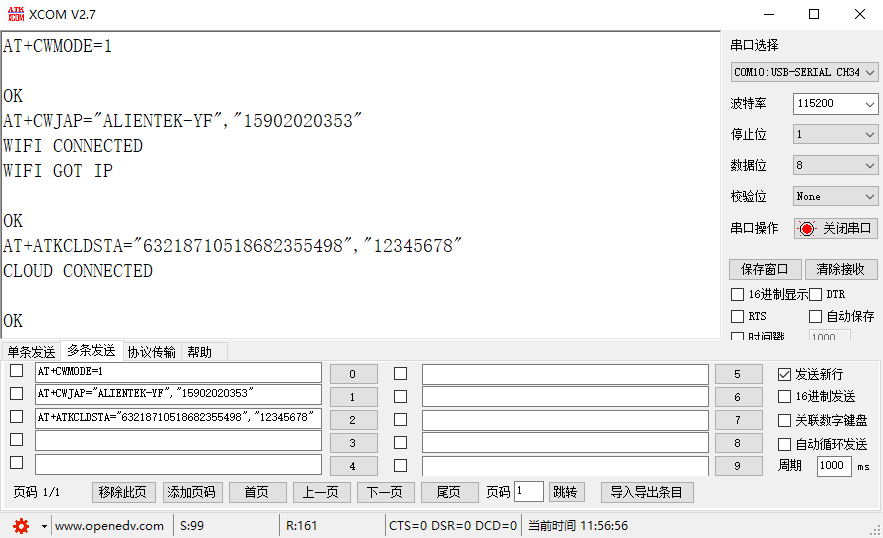 ATK
XCOM XCOM V2.7
AT+CWMODE=1
OK
AT+CWJAP="ALIENTEK-YF","15902020353"
WIFI CONNECTED
WIFI GOT IP
OK
AT+ATKCLDSTA="63218710518682355498","12345678"
CLOUD CONNECTED
OK
串口选择
COM10:USB-SERIAL CH34
波特率 115200
停止位 1
数据位 8
校验位 None
串口操作 关闭串口
保存窗口 清除接收
16进制显示 DTR
RTS 自动保存
时间戳 1000
单条发送 多条发送 协议传输 帮助
AT+CWMODE=1 0 5 发送新行
AT+CWJAP="ALIENTEK-YF","15902020353" 1 6 16进制发送
AT+ATKCLDSTA="63218710518682355498","12345678" 2 7 关联数字键盘
3 8 自动循环发送
4 9 周期 1000 ms
页码 1/1 移除此页 添加页码 首页 上一页 下一页 尾页 页码 1 跳转 导入导出条目
www.openedv.com S:99 R:161 CTS=0 DSR=0 DCD=0 当前时间 11:56:56